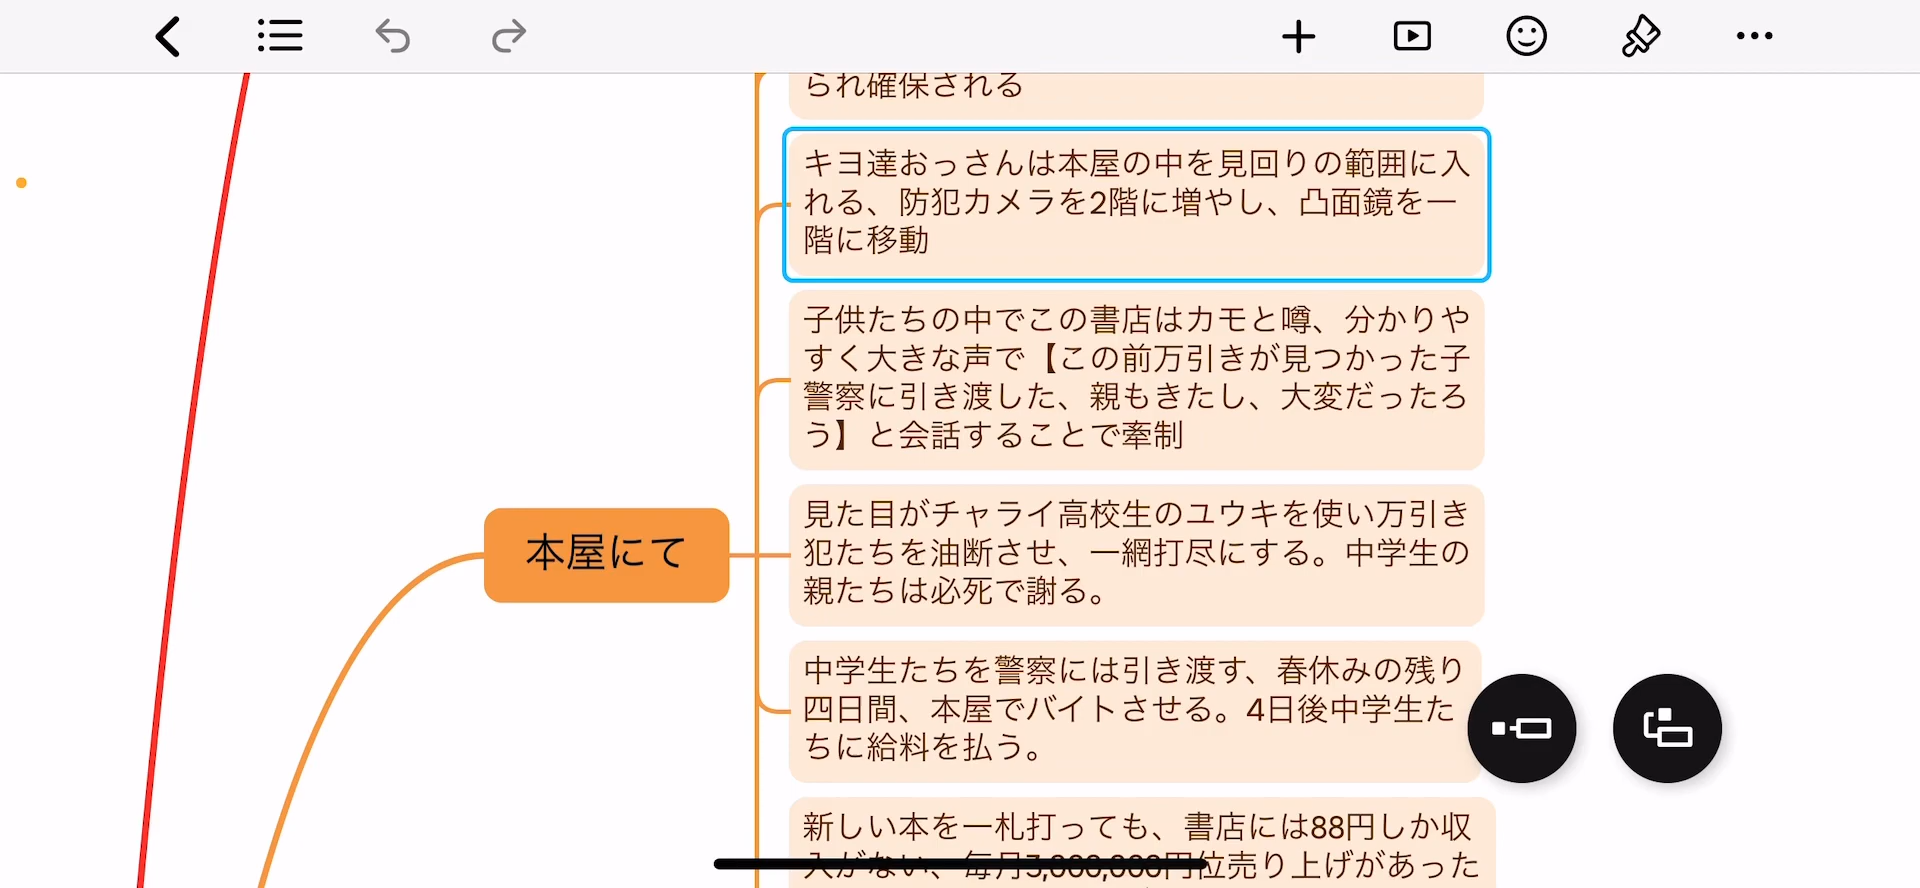 られ確保される
キヨ達おっさんは本屋の中を見回りの範囲に入
れる、防犯カメラを2階に増やし、凸面鏡を一
階に移動
子供たちの中でこの書店はカモと噂、分かりや
すく大きな声で【この前万引きが見つかった子
警察に引き渡した、親もきたし、大変だったろ
う】と会話することで牽制
本屋にて
見た目がチャライ高校生のユウキを使い万引き
犯たちを油断させ、一網打尽にする。中学生の
親たちは必死で謝る。
中学生たちを警察には引き渡す、春休みの残り
四日間、本屋でバイトさせる。4日後中学生た
ちに給料を払う。
新しい本を一札打っても、書店には88円しか収
入がない、毎月3,000,000円位売り上げがあった